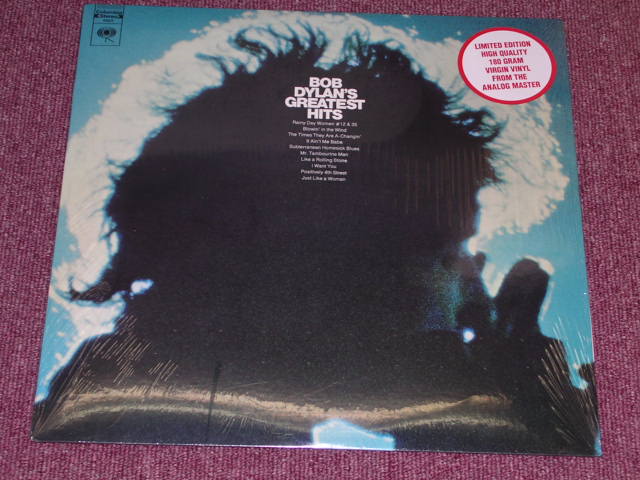 Columbia
Stereo
BOB
DYLAN'S
GREATEST
HITS
Rainy Day Women #12 & 35
Blowin' in the Wind
The Times They Are A-Changin'
It Ain't Me Babe
Subterranean Homesick Blues
Mr. Tambourine Man
Like a Rolling Stone
I Want You
Positively 4th Street
Just Like a Woman
LIMITED EDITION
HIGH QUALITY
180 GRAM
VIRGIN VINYL
FROM THE
ANALOG MASTER